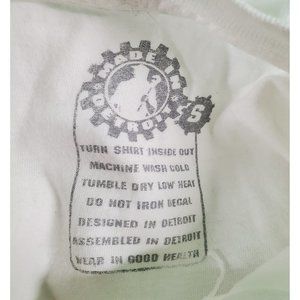 MADE IN
DETROIT
S
TURN SHIRT INSIDE OUT
MACHINE WASH COLD
TUMBLE DRY LOW HEAT
DO NOT IRON DECAL
DESIGNED IN DETROIT
ASSEMBLED IN DETROIT
WEAR IN GOOD HEALTH